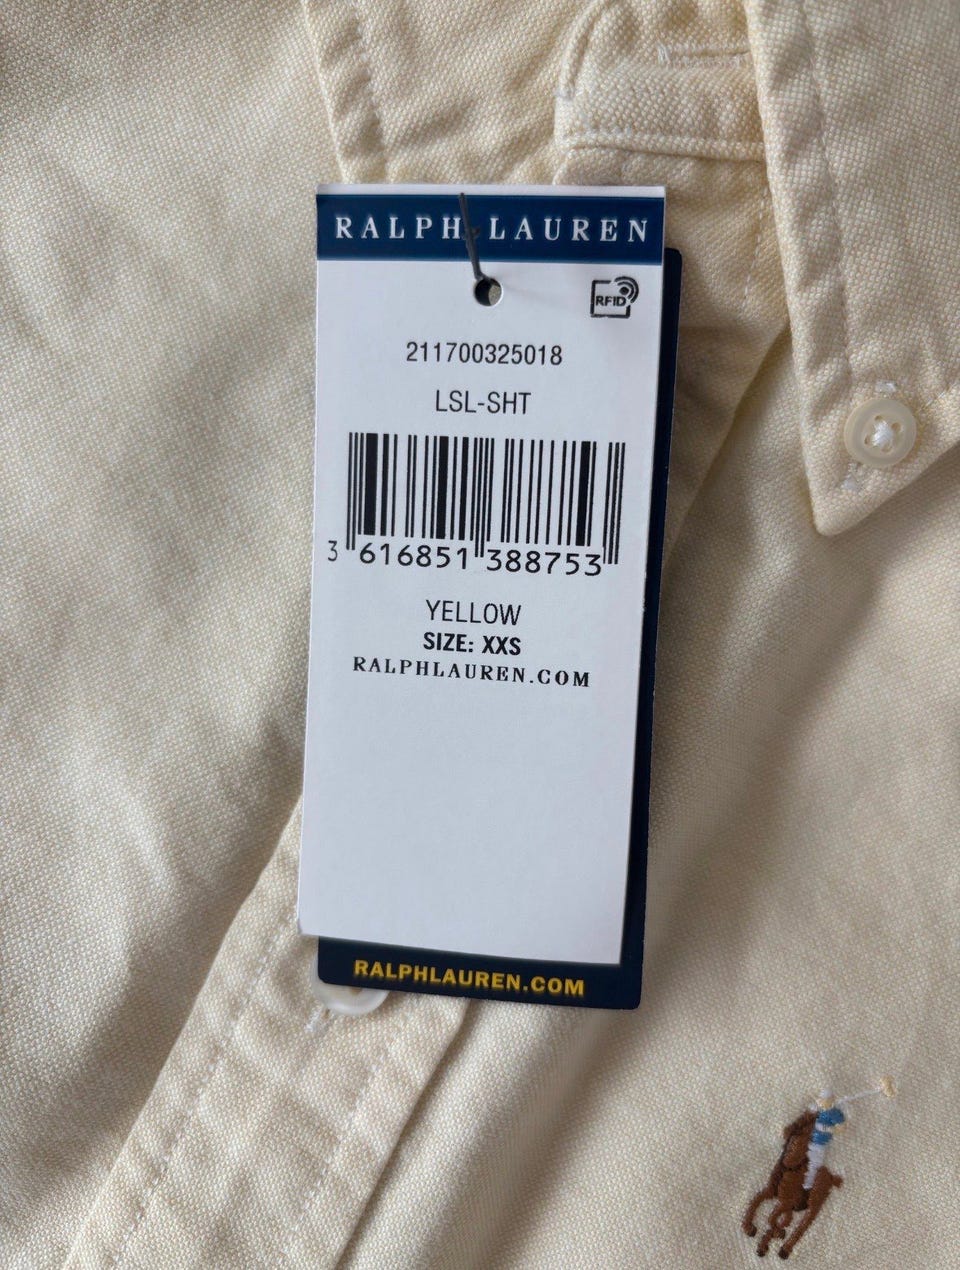 RALPH LAUREN
RFID
211700325018
LSL-SHT
3 616851 388753
YELLOW
SIZE: XXS
RALPHLAUREN.COM
RALPHLAUREN.COM